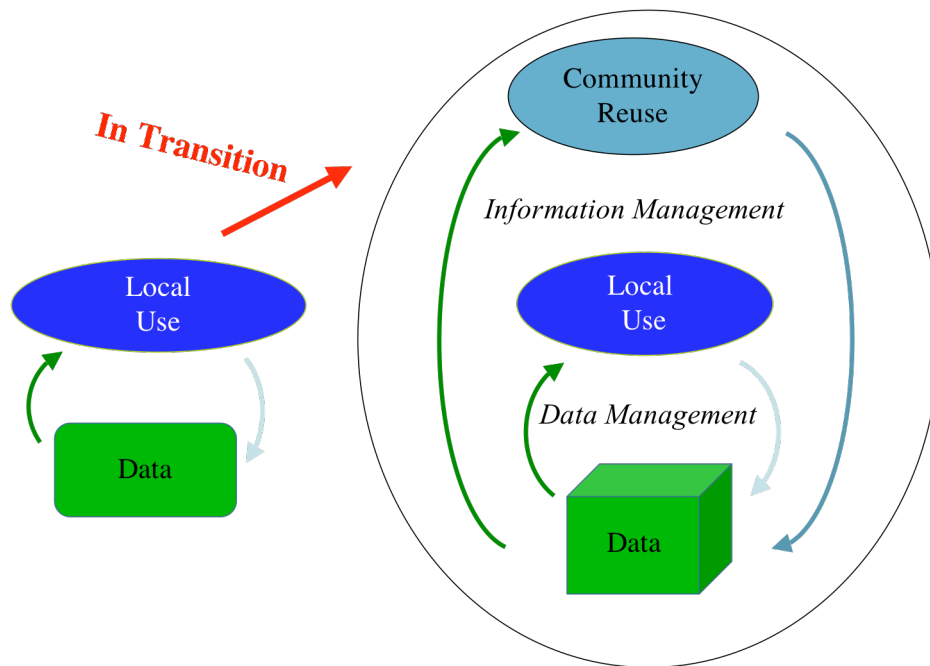 In Transition
Local
Use
Data
Community
Reuse
Information Management
Local
Use
Data Management
Data